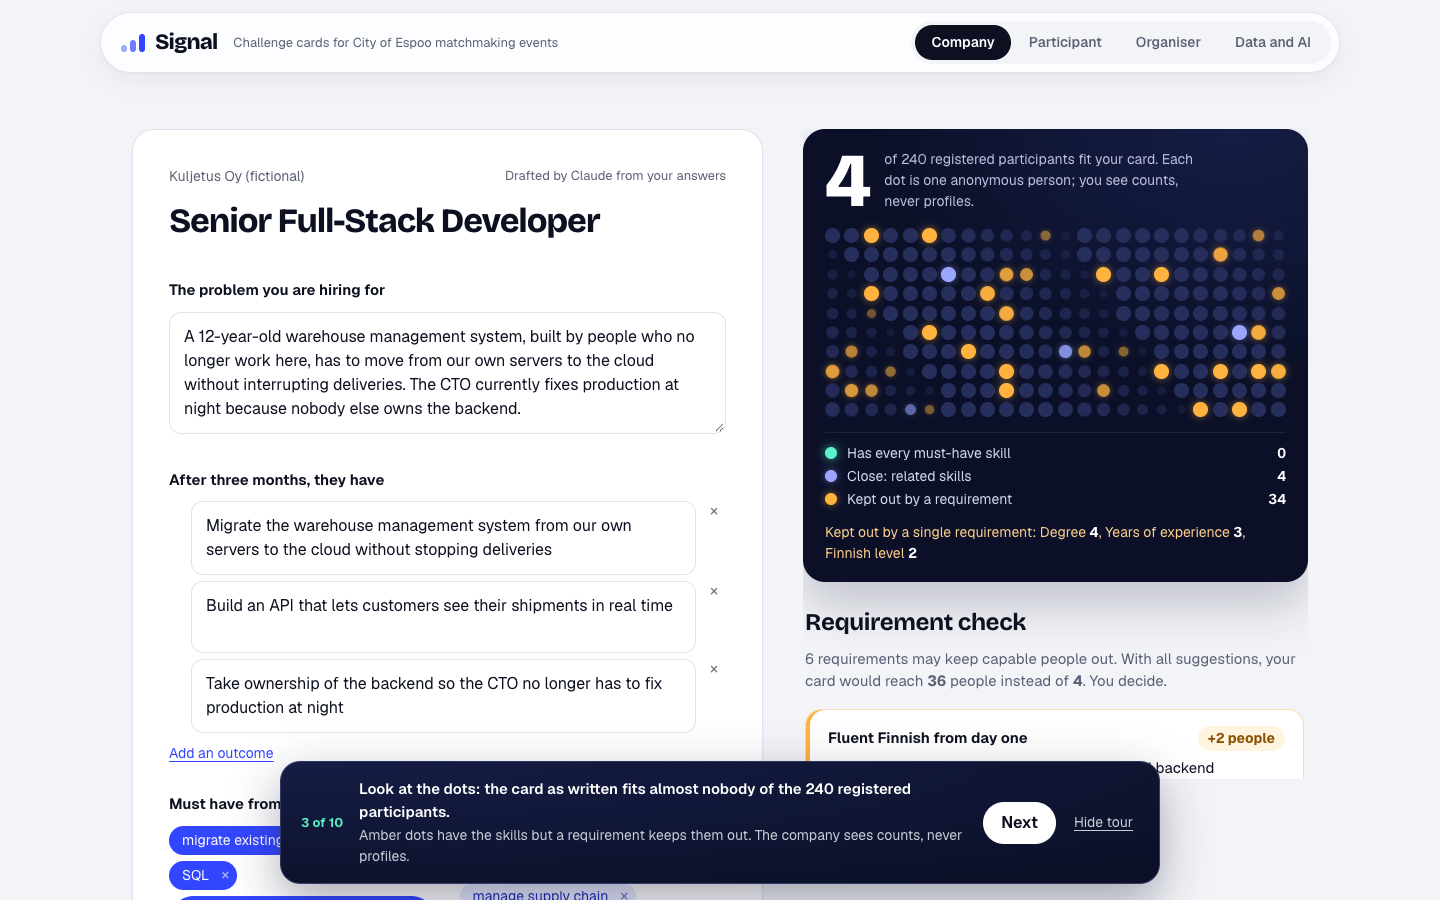 Signal
Challenge cards for City of Espoo matchmaking events
Company
Participant
Organiser
Data and AI
Kuljetus Oy (fictional)
Drafted by Claude from your answers
Senior Full-Stack Developer
The problem you are hiring for
A 12-year-old warehouse management system, built by people who no
longer work here, has to move from our own servers to the cloud
without interrupting deliveries. The CTO currently fixes production at
night because nobody else owns the backend.
After three months, they have
Migrate the warehouse management system from our own
servers to the cloud without stopping deliveries
×
Build an API that lets customers see their shipments in real time
×
Take ownership of the backend so the CTO no longer has to fix
production at night
×
Add an outcome
Must have from
migrate existing
SQL ×
manage supply chain ×
4
of 240 registered participants fit your card. Each
dot is one anonymous person; you see counts,
never profiles.
Has every must-have skill 0
Close: related skills 4
Kept out by a requirement 34
Kept out by a single requirement: Degree 4, Years of experience 3,
Finnish level 2
Requirement check
6 requirements may keep capable people out. With all suggestions, your
card would reach 36 people instead of 4. You decide.
Fluent Finnish from day one
+2 people
backend
3 of 10
Look at the dots: the card as written fits almost nobody of the 240 registered
participants.
Amber dots have the skills but a requirement keeps them out. The company sees counts, never
profiles.
Next
Hide tour